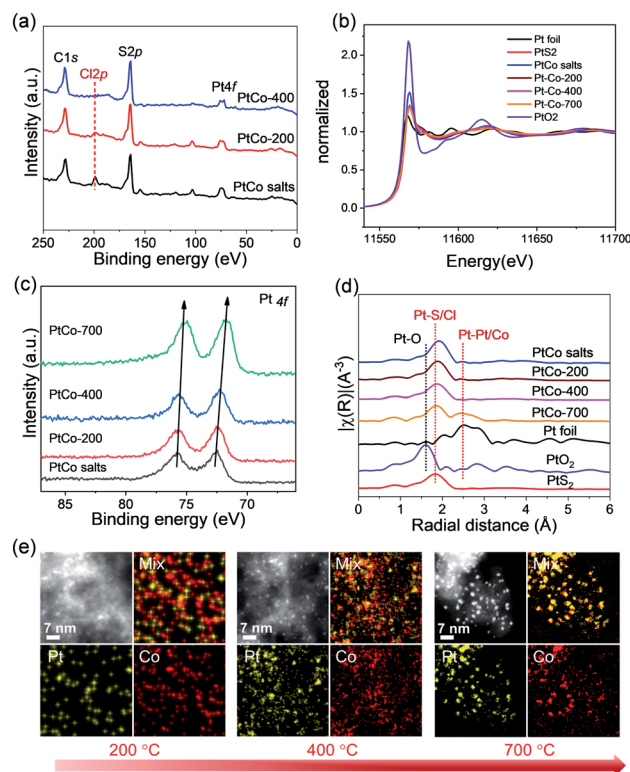 (a)
C1s
Cl2p
S2p
Pt4f
PtCo-400
PtCo-200
PtCo salts
Intensity (a.u.)
250 200 150 100 50 0
Binding energy (eV)
(b)
Pt foil
PtS2
PtCo salts
Pt-Co-200
Pt-Co-400
Pt-Co-700
PtO2
normalized
2.0
1.5
1.0
0.5
0.0
11550 11600 11650 11700
Energy(eV)
(c)
Pt 4f
PtCo-700
PtCo-400
PtCo-200
PtCo salts
Intensity (a.u.)
85 80 75 70
Binding energy (eV)
(d)
Pt-S/Cl
Pt-O
Pt-Pt/Co
PtCo salts
PtCo-200
PtCo-400
PtCo-700
Pt foil
PtO2
PtS2
|χ(R)|(A-3)
0 1 2 3 4 5 6
Radial distance (Å)
(e)
Mix
7 nm
Pt
Co
Mix
7 nm
Pt
Co
Mix
7 nm
Pt
Co
200 °C 400 °C 700 °C